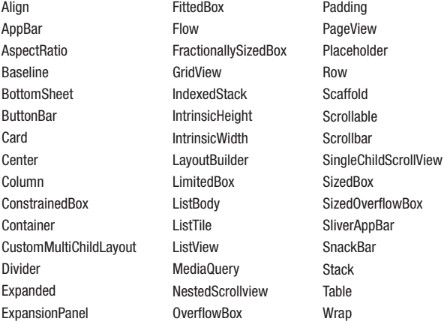 Align FittedBox Padding
AppBar Flow PageView
AspectRatio FractionallySizedBox Placeholder
Baseline GridView Row
BottomSheet IndexedStack Scaffold
ButtonBar IntrinsicHeight Scrollable
Card IntrinsicWidth Scrollbar
Center LayoutBuilder SingleChildScrollView
Column LimitedBox SizedBox
ConstrainedBox ListBody SizedOverflowBox
Container ListTile SliverAppBar
CustomMultiChildLayout ListView SnackBar
Divider MediaQuery Stack
Expanded NestedScrollview Table
ExpansionPanel OverflowBox Wrap